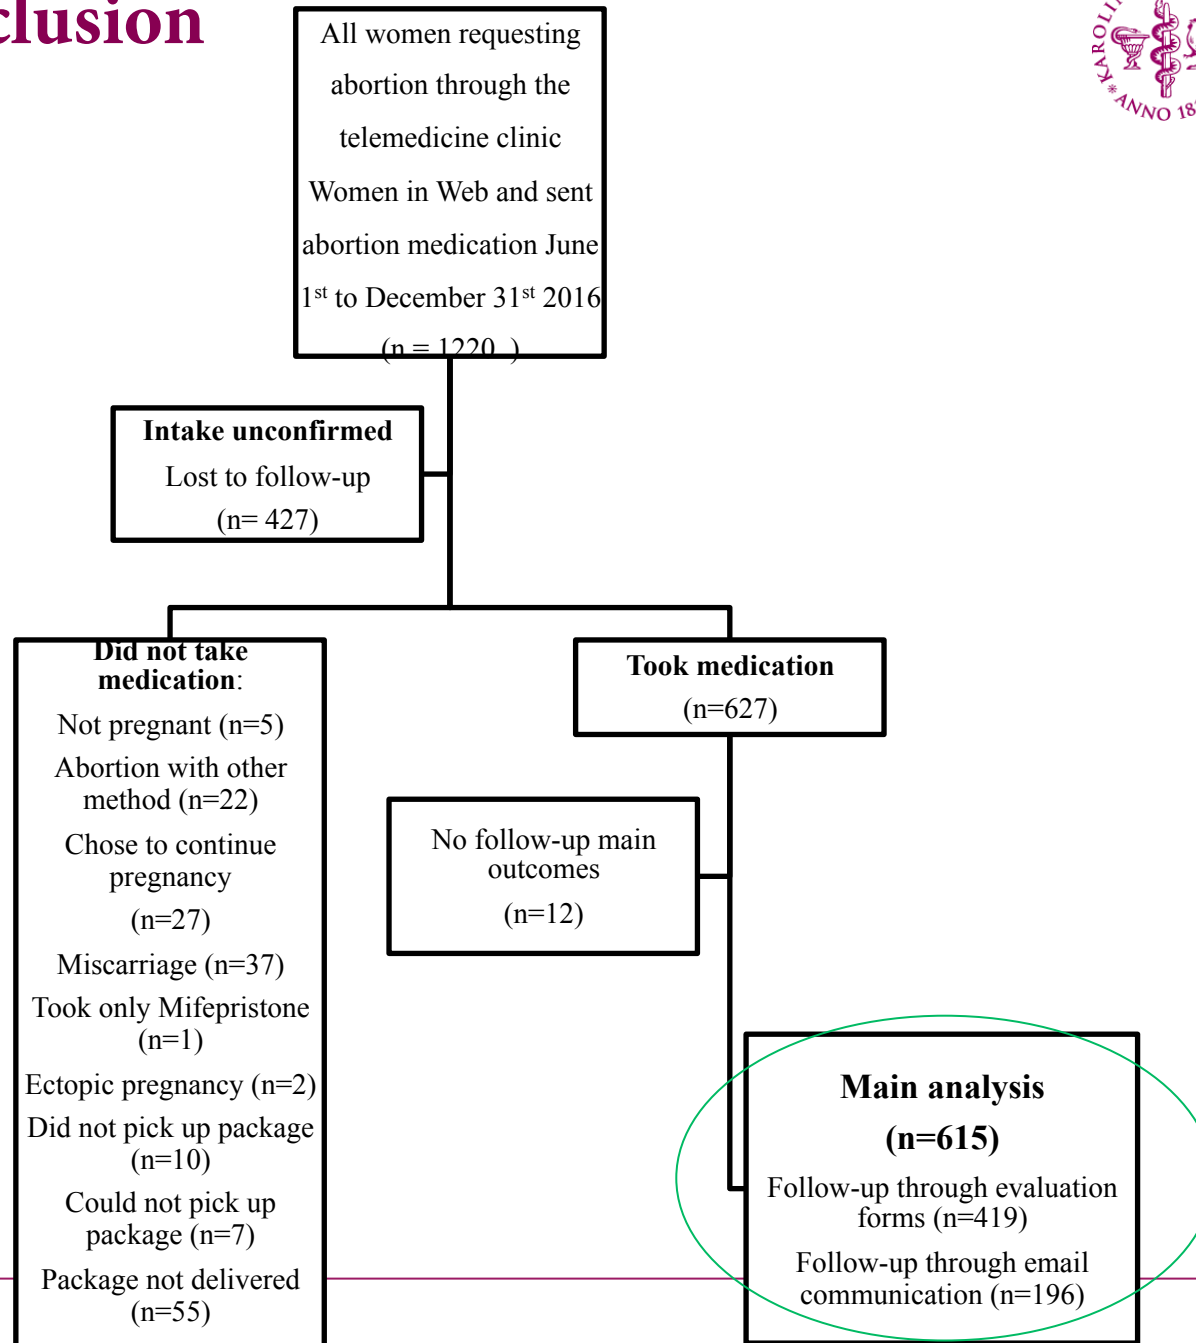 clusion
KAROLI
* ANNO 18
All women requesting
abortion through the
telemedicine clinic
Women in Web and sent
abortion medication June
1st to December 31st 2016
(n = 1220 )
Intake unconfirmed
Lost to follow-up
(n= 427)
Did not take
medication:
Not pregnant (n=5)
Abortion with other
method (n=22)
Chose to continue
pregnancy
(n=27)
Miscarriage (n=37)
Took only Mifepristone
(n=1)
Ectopic pregnancy (n=2)
Did not pick up package
(n=10)
Could not pick up
package (n=7)
Package not delivered
(n=55)
Took medication
(n=627)
No follow-up main
outcomes
(n=12)
Main analysis
(n=615)
Follow-up through evaluation
forms (n=419)
Follow-up through email
communication (n=196)